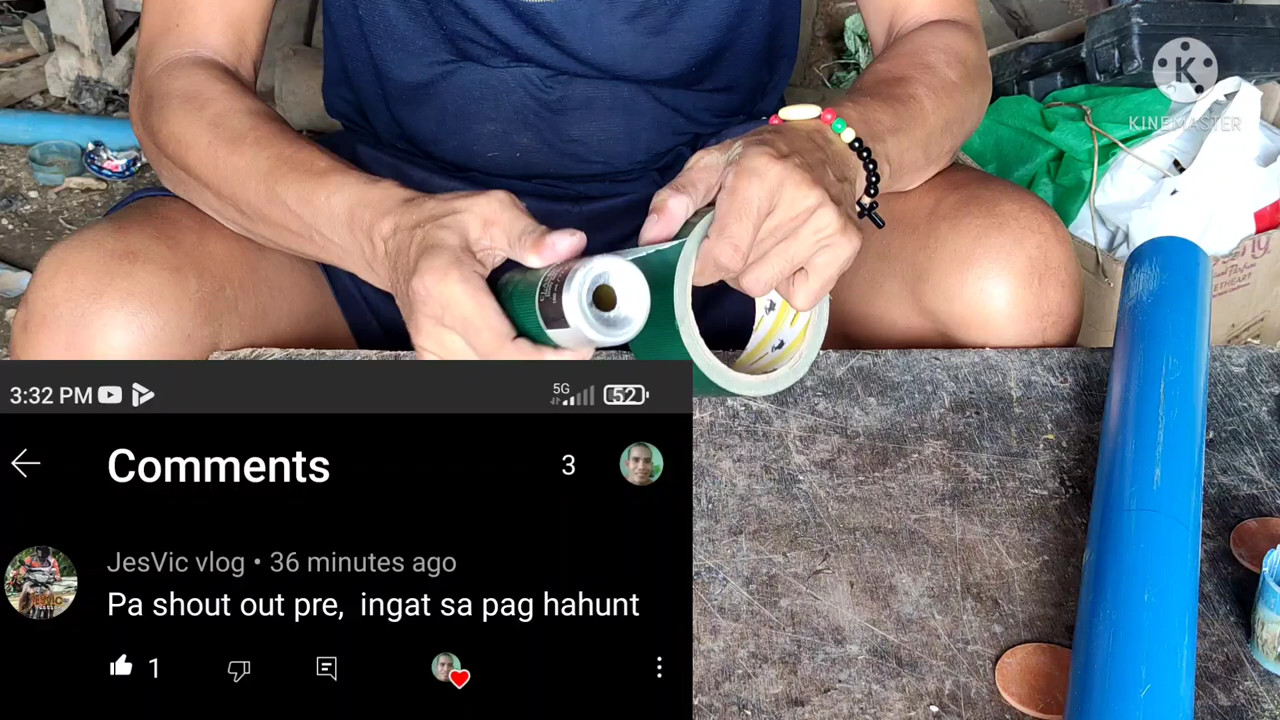 K
KINEMASTER
3:32 PM
5G
52
Comments
3
JesVic vlog • 36 minutes ago
Pa shout out pre, ingat sa pag hahunt
1